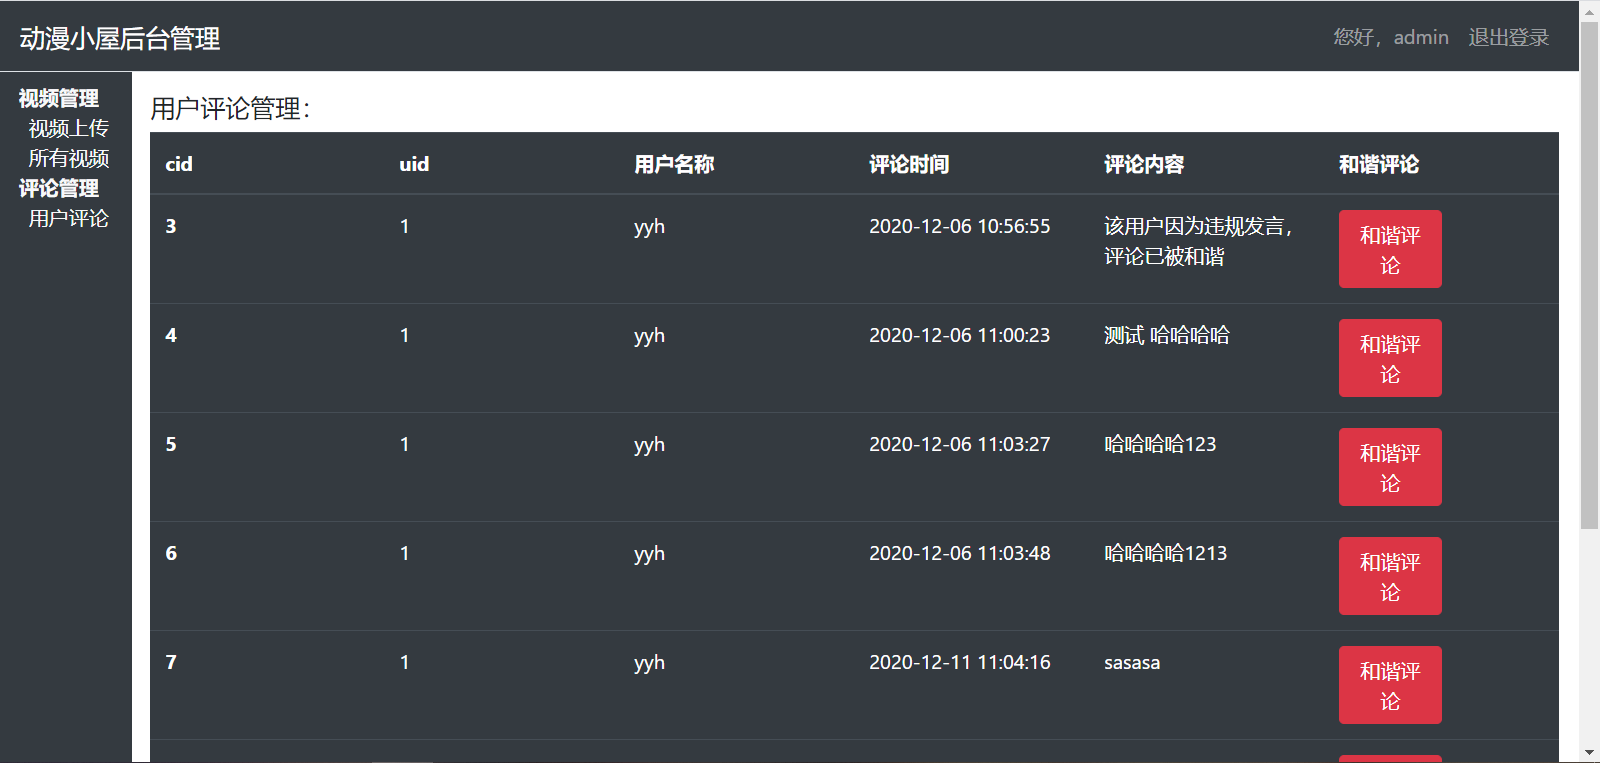 动漫小屋后台管理
您好，admin 退出登录
视频管理
视频上传
所有视频
评论管理
用户评论
用户评论管理：
cid uid 用户名称 评论时间 评论内容 和谐评论
3 1 yyh 2020-12-06 10:56:55 该用户因为违规发言，
评论已被和谐
和谐评
论
4 1 yyh 2020-12-06 11:00:23 测试 哈哈哈哈
和谐评
论
5 1 yyh 2020-12-06 11:03:27 哈哈哈哈123
和谐评
论
6 1 yyh 2020-12-06 11:03:48 哈哈哈哈1213
和谐评
论
7 1 yyh 2020-12-11 11:04:16 sasasa
和谐评
论